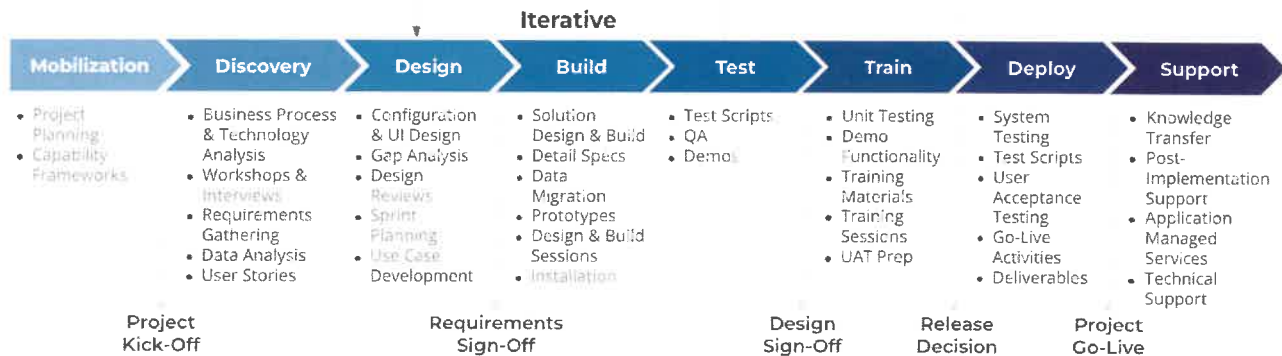 Iterative
Mobilization
Discovery
Design
Build
Test
Train
Deploy
Support
• Project
Planning
• Capability
Frameworks
• Business Process
& Technology
Analysis
• Workshops &
Interviews
• Requirements
Gathering
• Data Analysis
• User Stories
• Configuration
& UI Design
• Gap Analysis
• Design
Reviews
• Sprint
Planning
• Use Case
Development
• Solution
Design & Build
• Detail Specs
• Data
Migration
• Prototypes
• Design & Build
Sessions
• Installation
• Test Scripts
• QA
• Demos
• Unit Testing
• Demo
Functionality
• Training
Materials
• Training
Sessions
• UAT Prep
• System
Testing
• Test Scripts
• User
Acceptance
Testing
• Go-Live
Activities
• Deliverables
• Knowledge
Transfer
• Post-
Implementation
Support
• Application
Managed
Services
• Technical
Support
Project
Kick-Off
Requirements
Sign-Off
Design
Sign-Off
Release
Decision
Project
Go-Live